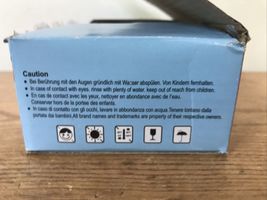 Caution
● Bei Berührung mit den Augen gründlich mit Wasser abspülen. Von Kindern fernhalten.
● In case of contact with eyes, rinse with plenty of water, keep out of reach from children.
● En cas de contact avec les yeux, nettoyer en abondance avec de l'eau.
Conserver hors de la portee des enfants.
● In caso di contatto con gli occhi, lavare in abbondanza con acqua.Tenere lontano dalla
portata dai bambini.All brand names and trademarks are property of their respective owners.